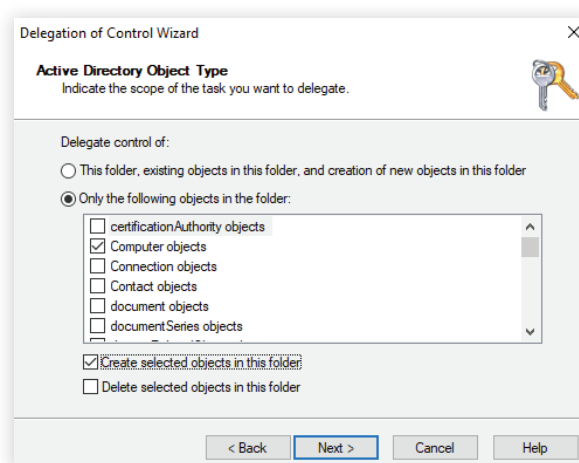 Delegation of Control Wizard
Active Directory Object Type
Indicate the scope of the task you want to delegate.
Delegate control of:
This folder, existing objects in this folder, and creation of new objects in this folder
Only the following objects in the folder:
certificationAuthority objects
Computer objects
Connection objects
Contact objects
document objects
documentSeries objects
Create selected objects in this folder
Delete selected objects in this folder
< Back Next > Cancel Help